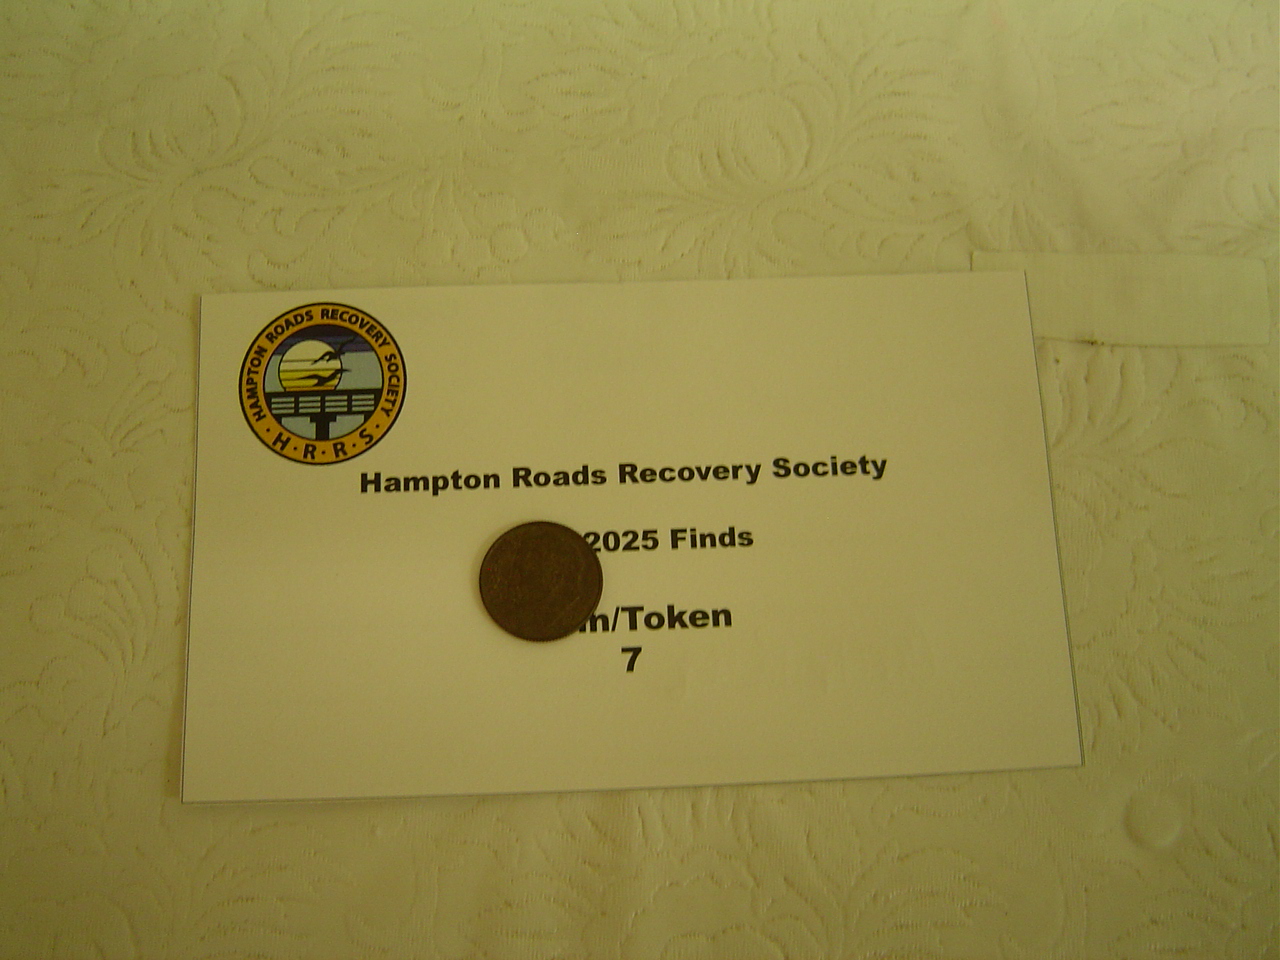 HAMPTON ROADS RECOVERY SOCIETY
· H · R · R · S ·
Hampton Roads Recovery Society
2025 Finds
n/Token
7